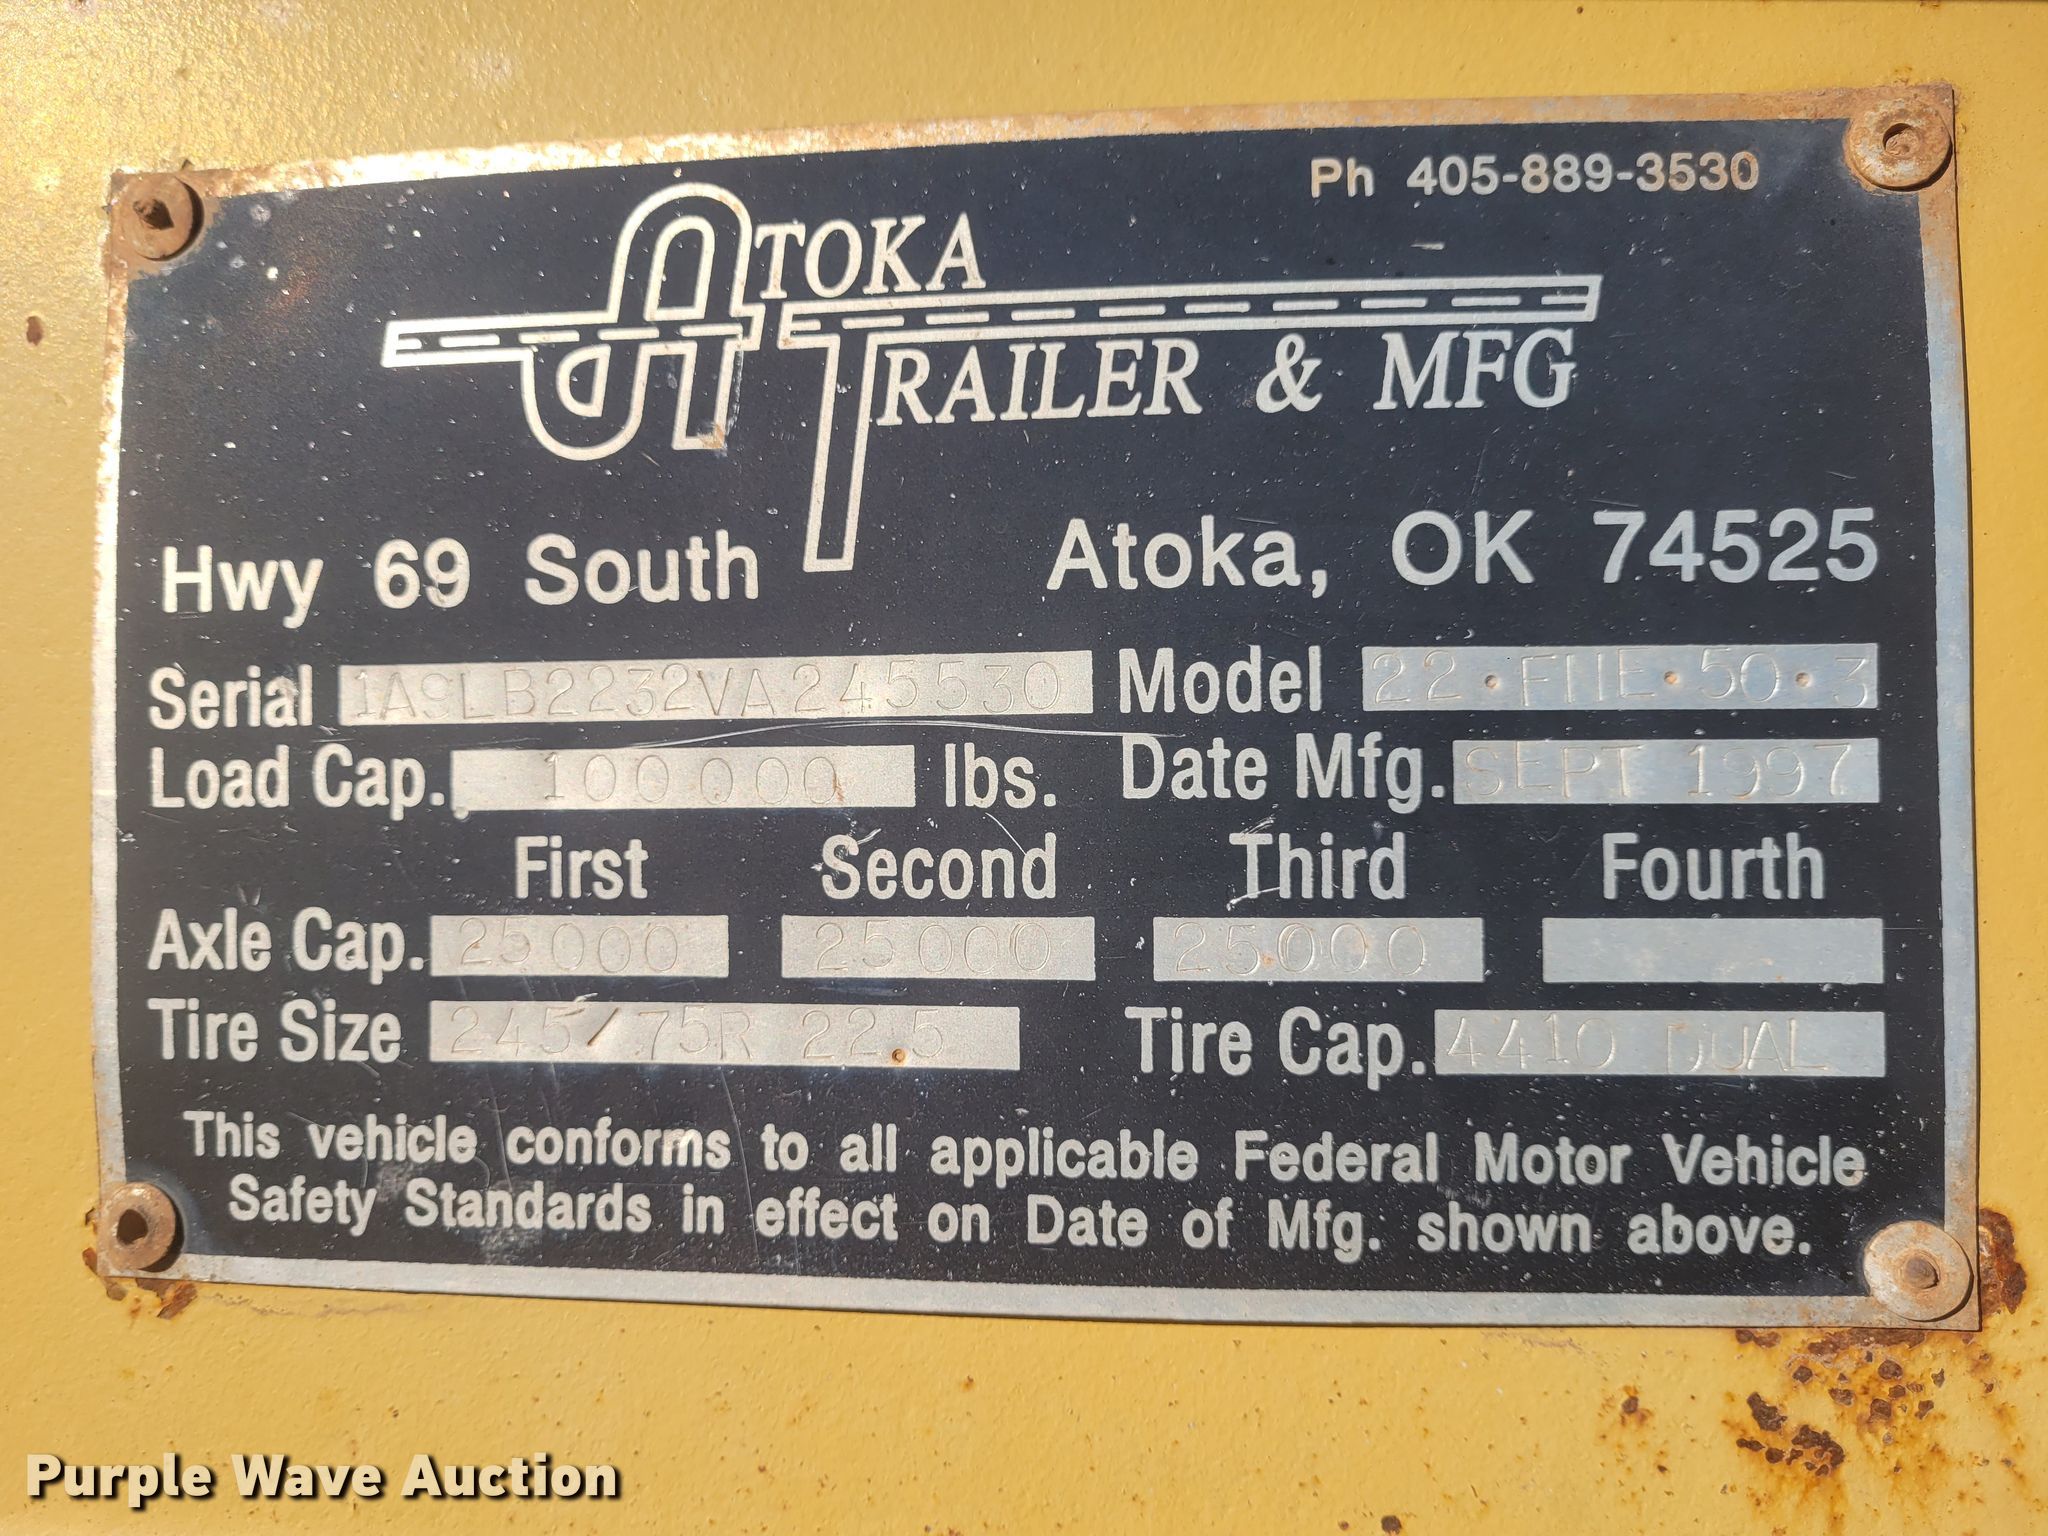 Ph 405-889-3530
ATOKA
TRAILER & MFG
Hwy 69 South Atoka, OK 74525
Serial 1A9LB2232VA245530 Model 22.FHE.50.3
Load Cap. 100000 lbs. Date Mfg. SEPT 1997
First Second Third Fourth
Axle Cap. 25000 25000 25000
Tire Size 245/75R 22.5 Tire Cap. 4410 DUAL
This vehicle conforms to all applicable Federal Motor Vehicle
Safety Standards in effect on Date of Mfg. shown above.
Purple Wave Auction